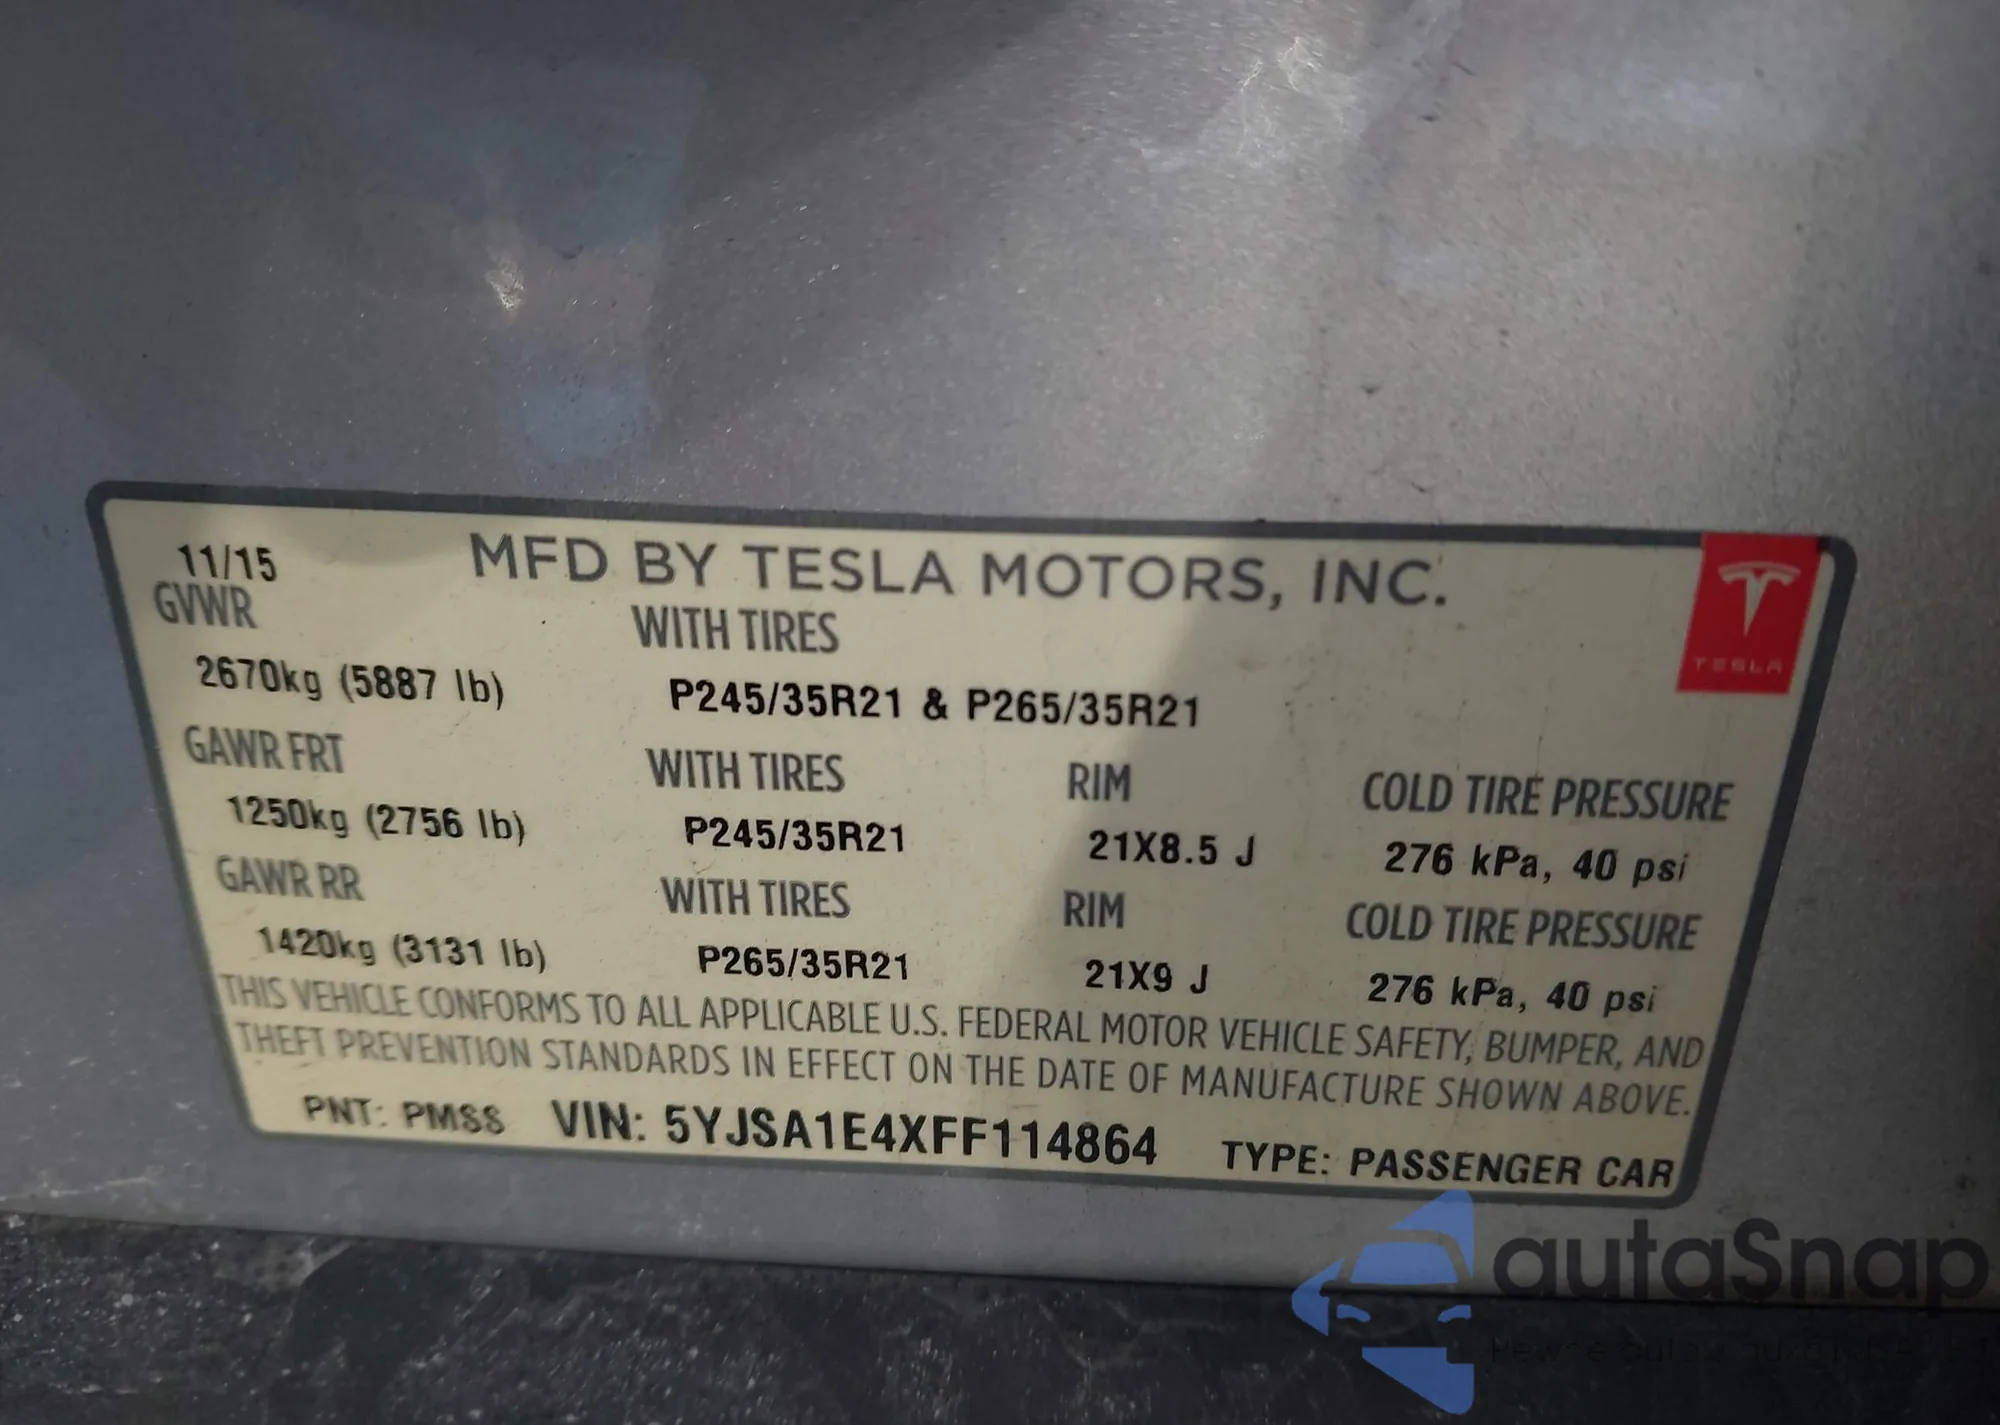 11/15 MFD BY TESLA MOTORS, INC.
TESLA
GVWR WITH TIRES
2670kg (5887 lb) P245/35R21 & P265/35R21
GAWR FRT WITH TIRES RIM COLD TIRE PRESSURE
1250kg (2756 lb) P245/35R21 21X8.5 J 276 kPa, 40 psi
GAWR RR WITH TIRES RIM COLD TIRE PRESSURE
1420kg (3131 lb) P265/35R21 21X9 J 276 kPa, 40 psi
THIS VEHICLE CONFORMS TO ALL APPLICABLE U.S. FEDERAL MOTOR VEHICLE SAFETY, BUMPER, AND
THEFT PREVENTION STANDARDS IN EFFECT ON THE DATE OF MANUFACTURE SHOWN ABOVE.
PNT: PMSS VIN: 5YJSA1E4XFF114864 TYPE: PASSENGER CAR
autaSnap